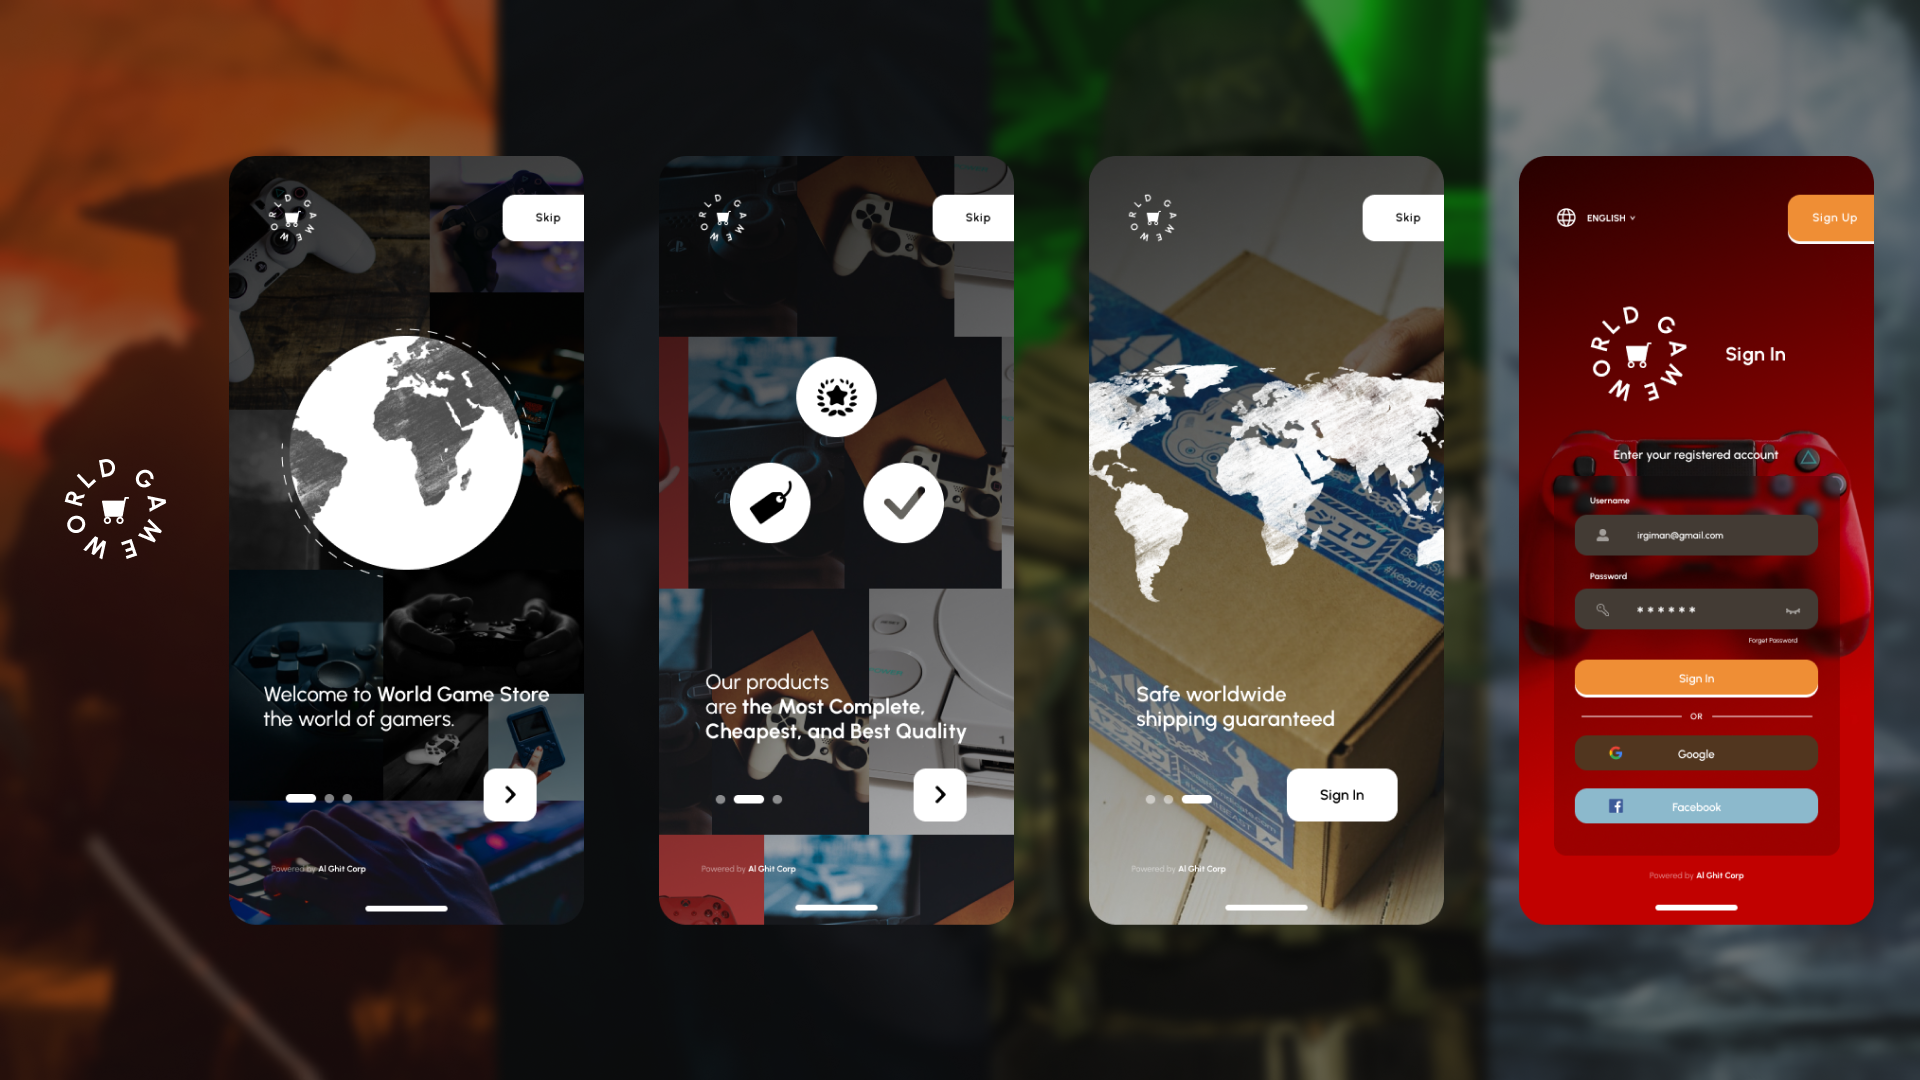 WORLD GAME
WORLD GAME
Skip
Welcome to World Game Store
the world of gamers.
Powered by Al Ghit Corp
WORLD GAME
Skip
Our products
are the Most Complete,
Cheapest, and Best Quality
Powered by Al Ghit Corp
WORLD GAME
Skip
Safe worldwide
shipping guaranteed
Sign In
Powered by Al Ghit Corp
ENGLISH
Sign Up
WORLD GAME
Sign In
Enter your registered account
Username
irgiman@gmail.com
Password
******
Forget Password
Sign In
OR
Google
Facebook
Powered by Al Ghit Corp